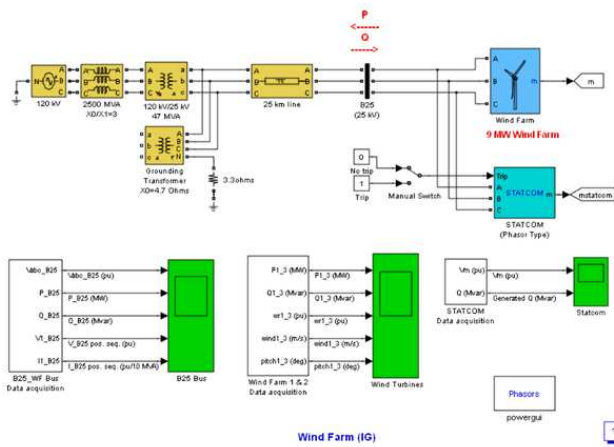 P
Q
120 kV
2500 MVA
X0/X1=3
120 kV/25 kV
47 MVA
25 km line
B25
(25 kV)
Wind Farm
9 MW Wind Farm
m
Grounding
Transformer
X0=4.7 Ohms
3.3ohms
0
No trip
1
Trip
Manual Switch
Trip
STATCOM
m
STATCOM
(Phasor Type)
mstatcom
Vabc_B25
P_B25
Q_B25
V1_B25
I1_B25
Vabc_B25 (pu)
P_B25 (MW)
Q_B25 (Mvar)
V_B25 pos. seq. (pu)
I_B25 pos. seq. (pu/10 MVA)
B25_WF Bus
Data acquisition
B25 Bus
P1_3 (MW)
Q1_3 (Mvar)
wr1_3 (pu)
wind1_3 (m/s)
pitch1_3 (deg)
P1_3 (MW)
Q1_3 (Mvar)
wr1_3 (pu)
wind1_3 (m/s)
pitch1_3 (deg)
Wind Farm 1 & 2
Data acquisition
Wind Turbines
Vm (pu)
Q (Mvar)
Vm (pu)
Generated Q (Mvar)
STATCOM
Data acquisition
Statcom
Phasors
powergui
Wind Farm (IG)